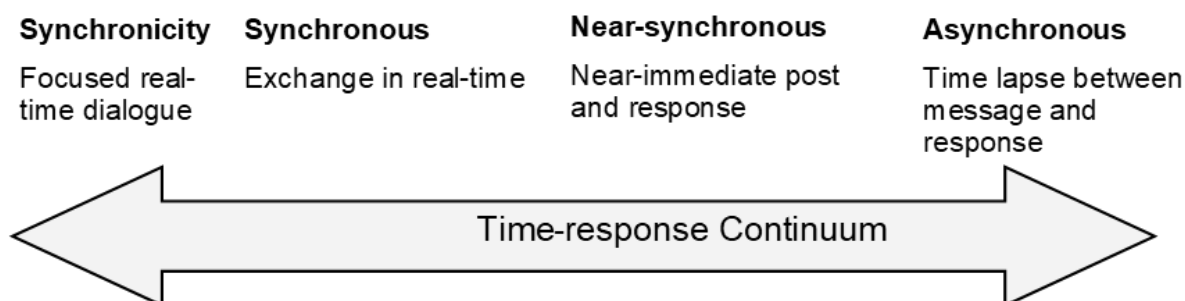 Synchronicity
Focused real-
time dialogue
Synchronous
Exchange in real-time
Near-synchronous
Near-immediate post
and response
Asynchronous
Time lapse between
message and
response
Time-response Continuum